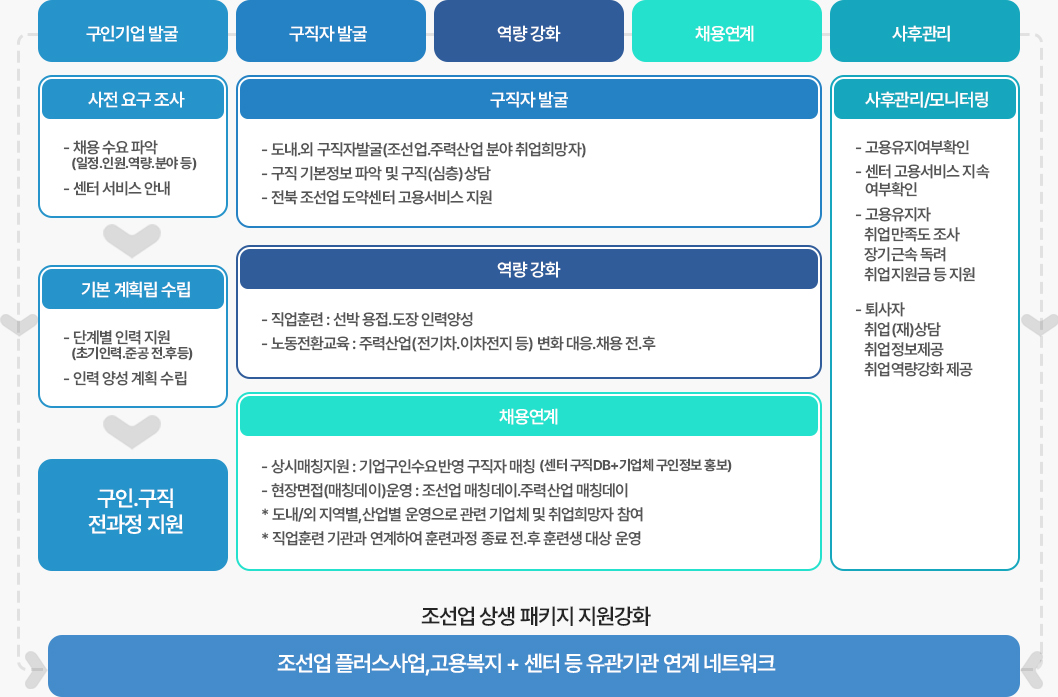 구인기업 발굴
구직자 발굴
역량 강화
채용연계
사후관리
사전 요구 조사
- 채용 수요 파악
(일정.인원.역량.분야 등)
- 센터 서비스 안내
기본 계획립 수립
- 단계별 인력 지원
(초기인력.준공 전.후등)
- 인력 양성 계획 수립
구인.구직
전과정 지원
구직자 발굴
- 도내.외 구직자발굴(조선업.주력산업 분야 취업희망자)
- 구직 기본정보 파악 및 구직(심층)상담
- 전북 조선업 도약센터 고용서비스 지원
역량 강화
- 직업훈련 : 선박 용접.도장 인력양성
- 노동전환교육 : 주력산업(전기차.이차전지 등) 변화 대응.채용 전.후
채용연계
- 상시매칭지원 : 기업구인수요반영 구직자 매칭 (센터 구직DB+기업체 구인정보 홍보)
- 현장면접(매칭데이)운영 : 조선업 매칭데이.주력산업 매칭데이
* 도내/외 지역별,산업별 운영으로 관련 기업체 및 취업희망자 참여
* 직업훈련 기관과 연계하여 훈련과정 종료 전.후 훈련생 대상 운영
사후관리/모니터링
- 고용유지여부확인
- 센터 고용서비스 지속
여부확인
- 고용유지자
취업만족도 조사
장기근속 독려
취업지원금 등 지원
- 퇴사자
취업(재)상담
취업정보제공
취업역량강화 제공
조선업 상생 패키지 지원강화
조선업 플러스사업,고용복지 + 센터 등 유관기관 연계 네트워크